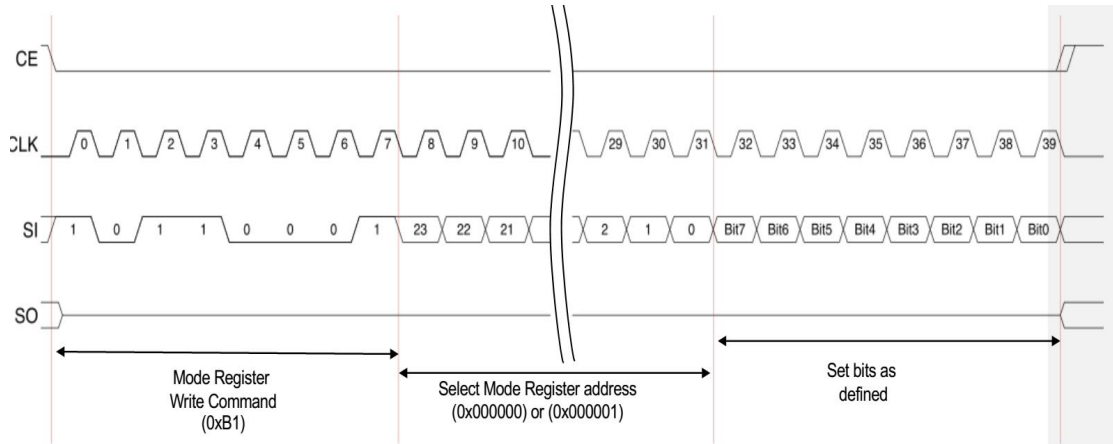 CE
CLK 0 1 2 3 4 5 6 7 8 9 10 29 30 31 32 33 34 35 36 37 38 39
SI 1 0 1 1 0 0 0 1 23 22 21 2 1 0 Bit7 Bit6 Bit5 Bit4 Bit3 Bit2 Bit1 Bit0
SO
Mode Register
Write Command
(0xB1)
Select Mode Register address
(0x000000) or (0x000001)
Set bits as
defined